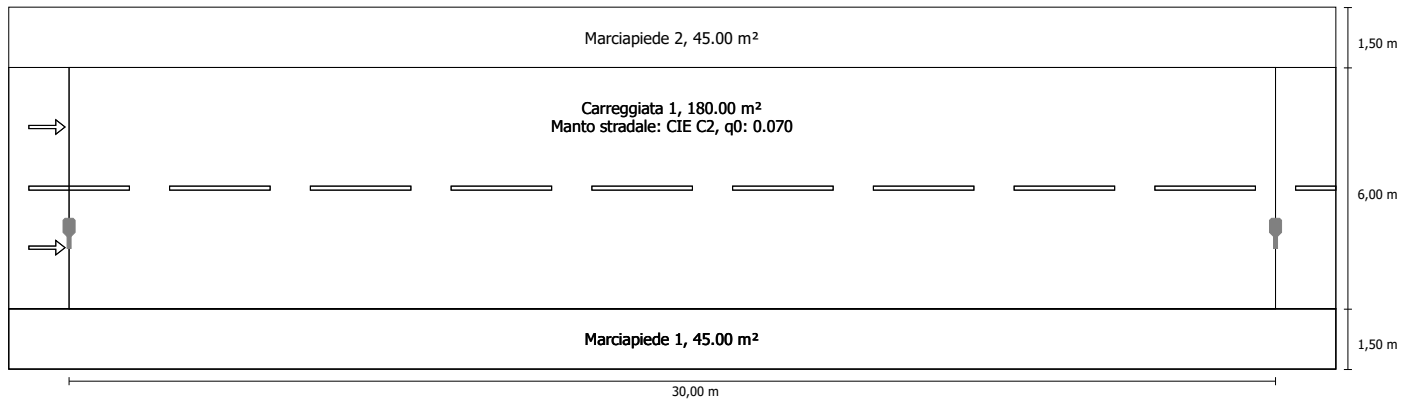 Marciapiede 2, 45.00 m²
1,50 m
Carreggiata 1, 180.00 m²
Manto stradale: CIE C2, q0: 0.070
6,00 m
Marciapiede 1, 45.00 m²
1,50 m
30,00 m